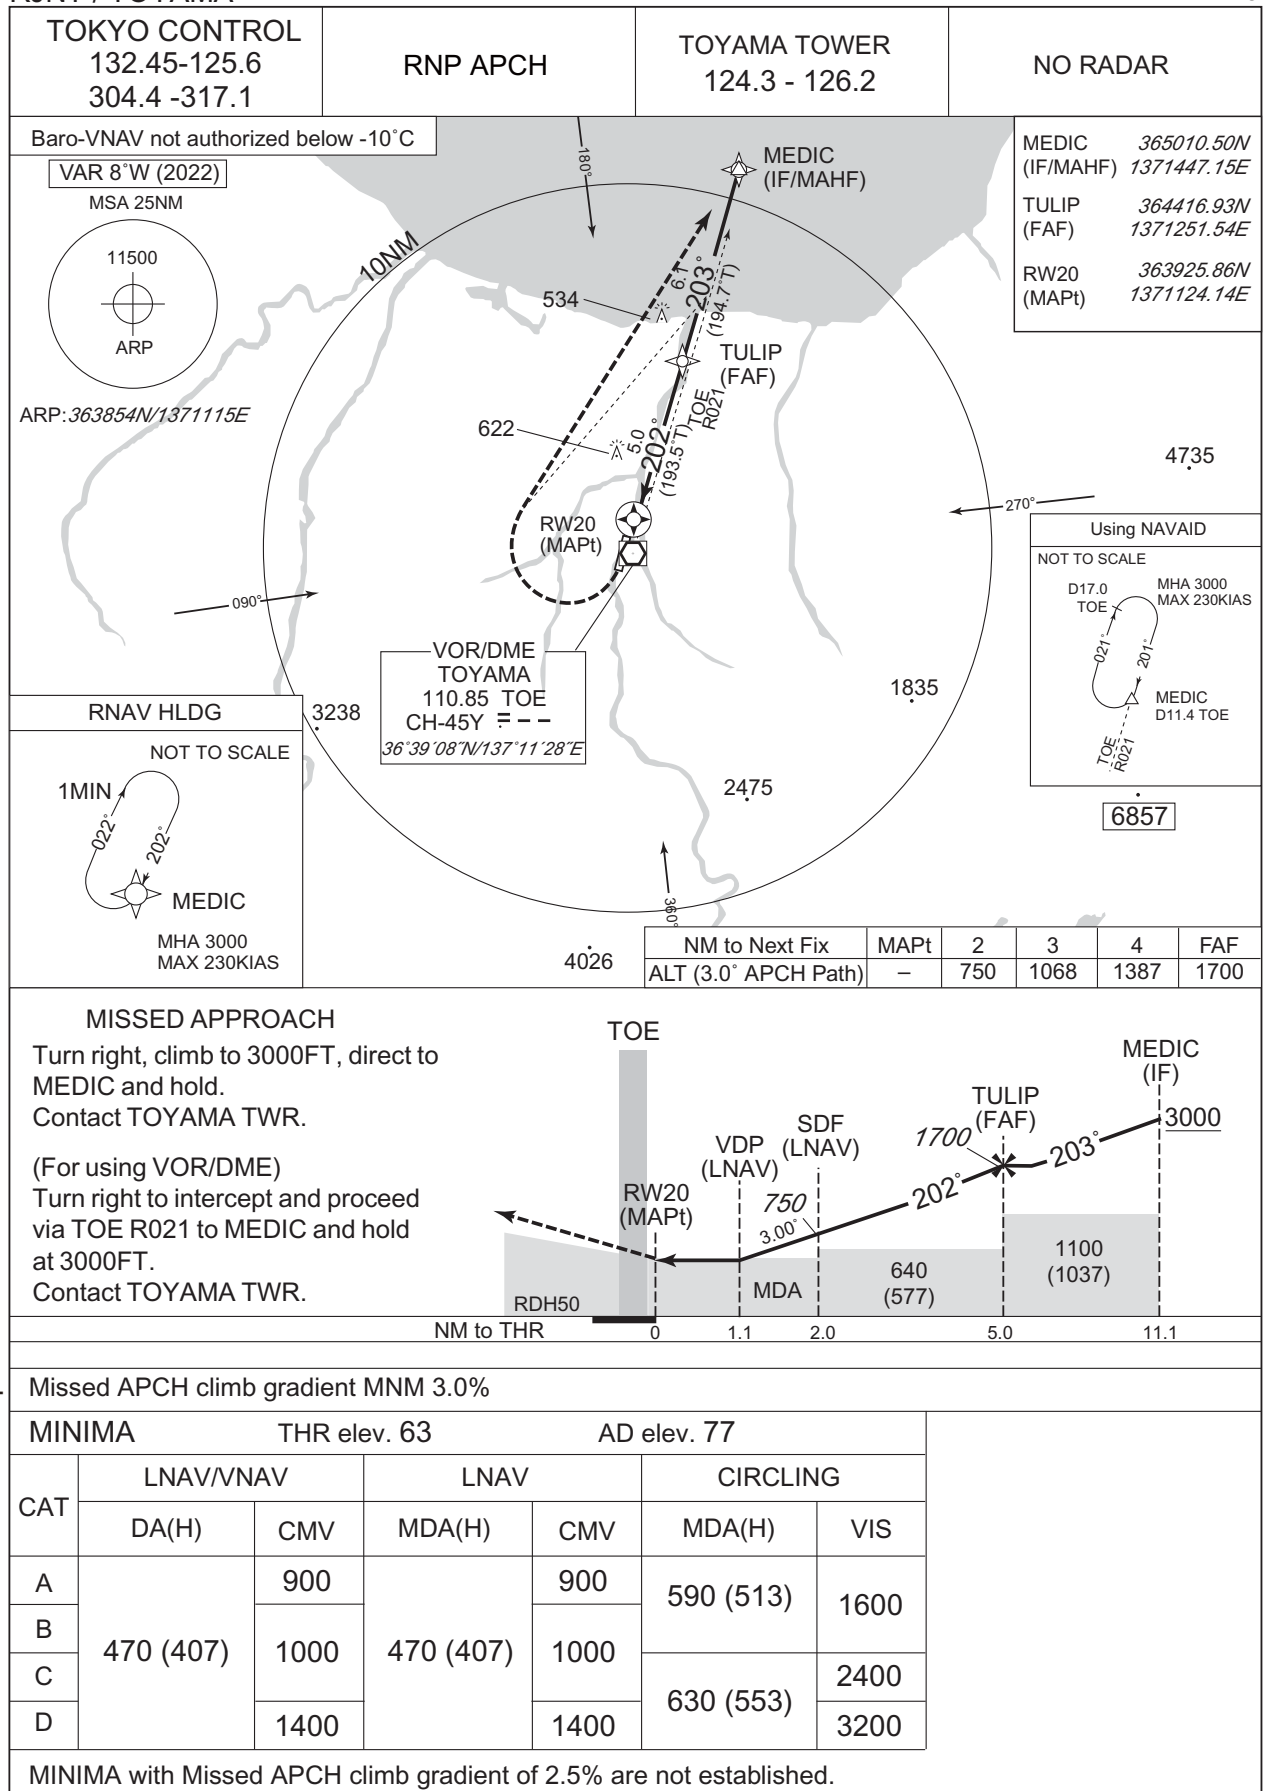 TOKYO CONTROL
132.45-125.6
304.4 -317.1
RNP APCH
TOYAMA TOWER
124.3 - 126.2
NO RADAR
Baro-VNAV not authorized below -10˚C
VAR 8˚W (2022)
MSA 25NM
11500
ARP
ARP:363854N/1371115E
MEDIC 365010.50N
(IF/MAHF) 1371447.15E
TULIP 364416.93N
(FAF) 1371251.54E
RW20 363925.86N
(MAPt) 1371124.14E
180˚
MEDIC
(IF/MAHF)
10NM
6.1
203˚
(194.7˚T)
534
TULIP
(FAF)
TOE
R021
622
5.0
202˚
(193.5˚T)
4735
270˚
RW20
(MAPt)
090˚
Using NAVAID
NOT TO SCALE
D17.0
TOE
MHA 3000
MAX 230KIAS
021˚
201˚
MEDIC
D11.4 TOE
TOE
R021
VOR/DME
TOYAMA
110.85 TOE
CH-45Y
36˚39´08˝N/137˚11´28˝E
1835
3238
2475
6857
RNAV HLDG
NOT TO SCALE
1MIN
022˚
202˚
MEDIC
MHA 3000
MAX 230KIAS
360˚
4026
NM to Next Fix MAPt 2 3 4 FAF
ALT (3.0˚ APCH Path) – 750 1068 1387 1700
MISSED APPROACH
Turn right, climb to 3000FT, direct to
MEDIC and hold.
Contact TOYAMA TWR.
(For using VOR/DME)
Turn right to intercept and proceed
via TOE R021 to MEDIC and hold
at 3000FT.
Contact TOYAMA TWR.
TOE
MEDIC
(IF)
3000
TULIP
(FAF)
1700
203˚
SDF
(LNAV)
VDP
(LNAV)
202˚
750
3.00˚
RW20
(MAPt)
1100
(1037)
640
(577)
MDA
RDH50
NM to THR 0 1.1 2.0 5.0 11.1
Missed APCH climb gradient MNM 3.0%
MINIMA THR elev. 63 AD elev. 77
CAT LNAV/VNAV LNAV CIRCLING
DA(H) CMV MDA(H) CMV MDA(H) VIS
A 470 (407) 900 470 (407) 900 590 (513) 1600
B 1000 1000
C 630 (553) 2400
D 1400 1400 3200
MINIMA with Missed APCH climb gradient of 2.5% are not established.